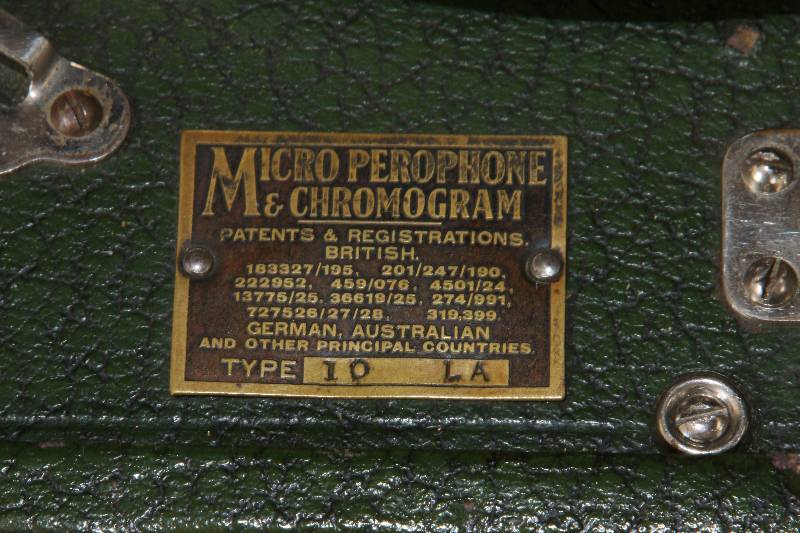 MICRO PEROPHONE
& CHROMOGRAM
PATENTS & REGISTRATIONS.
BRITISH.
183327/195, 201/247/190,
222952, 459/076, 4501/24,
13775/25, 36619/25, 274/991,
727526/27/28, 319,399.
GERMAN, AUSTRALIAN
AND OTHER PRINCIPAL COUNTRIES.
TYPE 10 LA